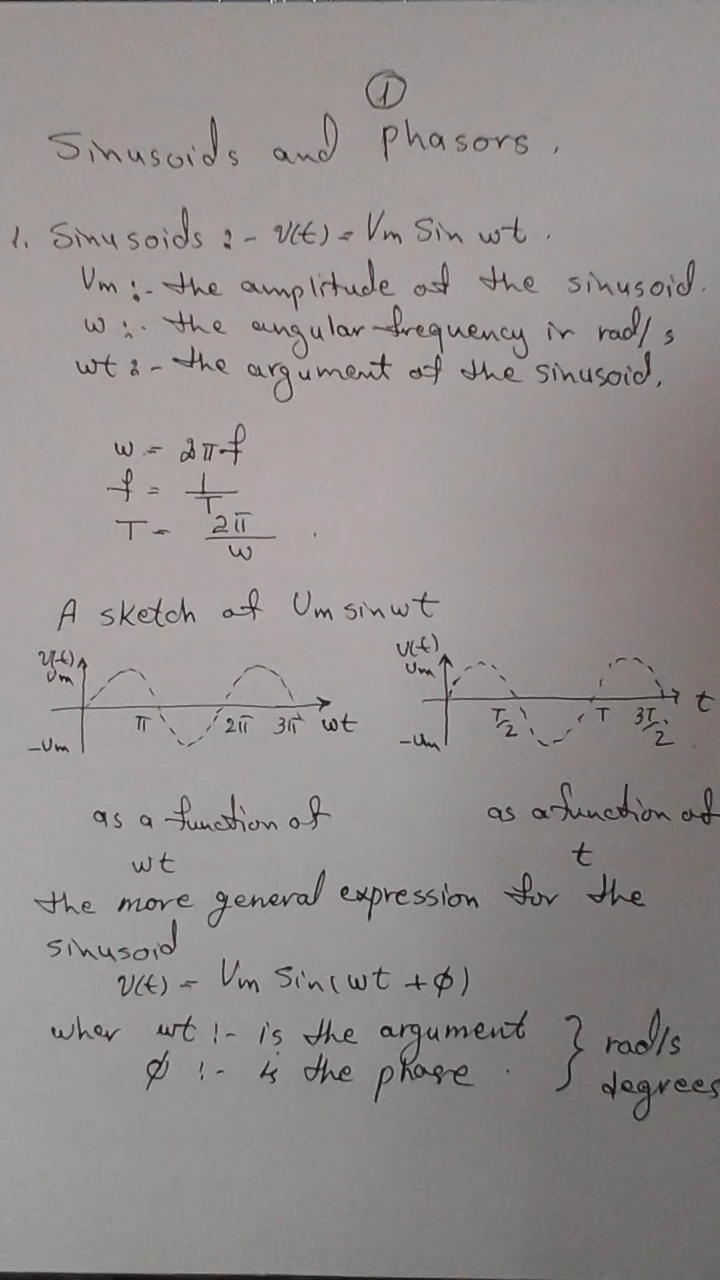 ①
Sinusoids and phasors.
1. Sinusoids :- v(t) = Vm Sin wt.
Vm :- the amplitude of the sinusoid.
w :- the angular frequency in rad/s
wt :- the argument of the sinusoid.
w = 2πf
f = 1/T
T = 2π/w.
A sketch of Vm sinwt
v(t) Vm -Vm π 2π 3π wt
v(t) Vm -Vm T/2 T 3T/2 t
as a function of
wt
as a function of
t
the more general expression for the
sinusoid
v(t) = Vm Sin(wt + φ)
wher wt :- is the argument } rad/s
φ :- is the phase. degrees